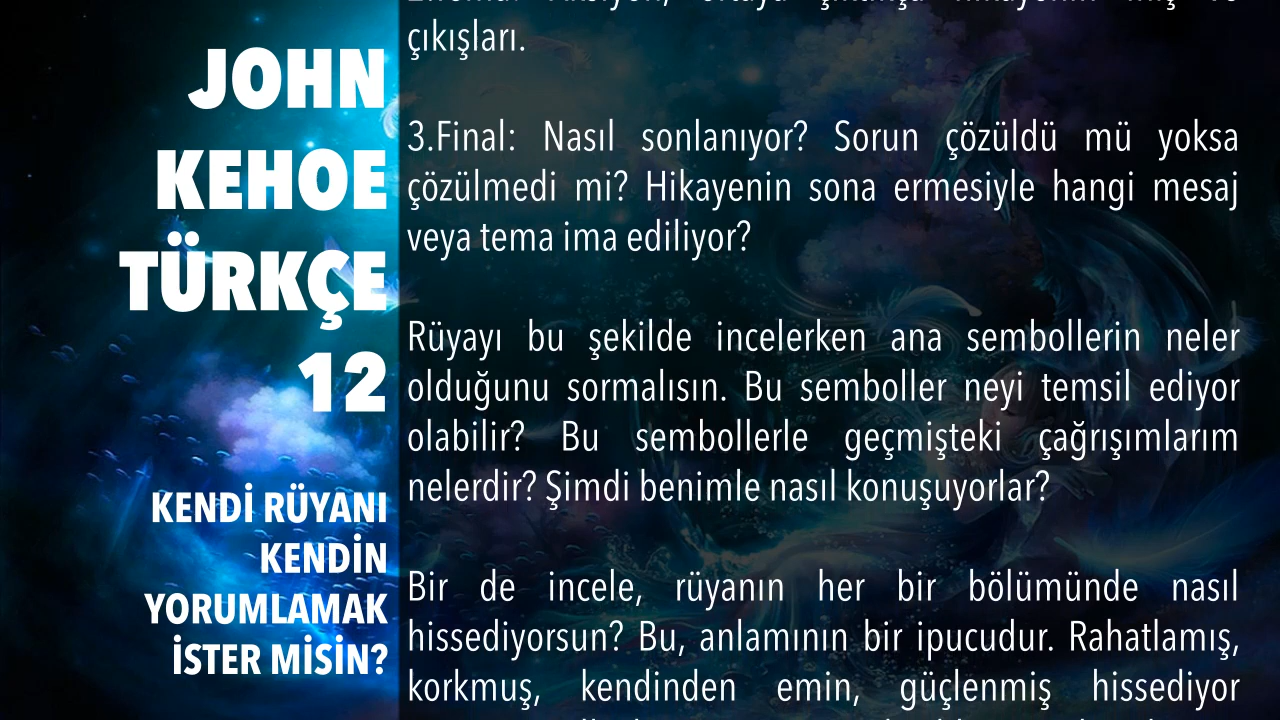 JOHN
KEHOE
TÜRKÇE
12
KENDİ RÜYANI
KENDİN
YORUMLAMAK
İSTER MİSİN?
çıkışları.
3.Final: Nasıl sonlanıyor? Sorun çözüldü mü yoksa
çözülmedi mi? Hikayenin sona ermesiyle hangi mesaj
veya tema ima ediliyor?
Rüyayı bu şekilde incelerken ana sembollerin neler
olduğunu sormalısın. Bu semboller neyi temsil ediyor
olabilir? Bu sembollerle geçmişteki çağrışımlarım
nelerdir? Şimdi benimle nasıl konuşuyorlar?
Bir de incele, rüyanın her bir bölümünde nasıl
hissediyorsun? Bu, anlamının bir ipucudur. Rahatlamış,
korkmuş, kendinden emin, güçlenmiş hissediyor